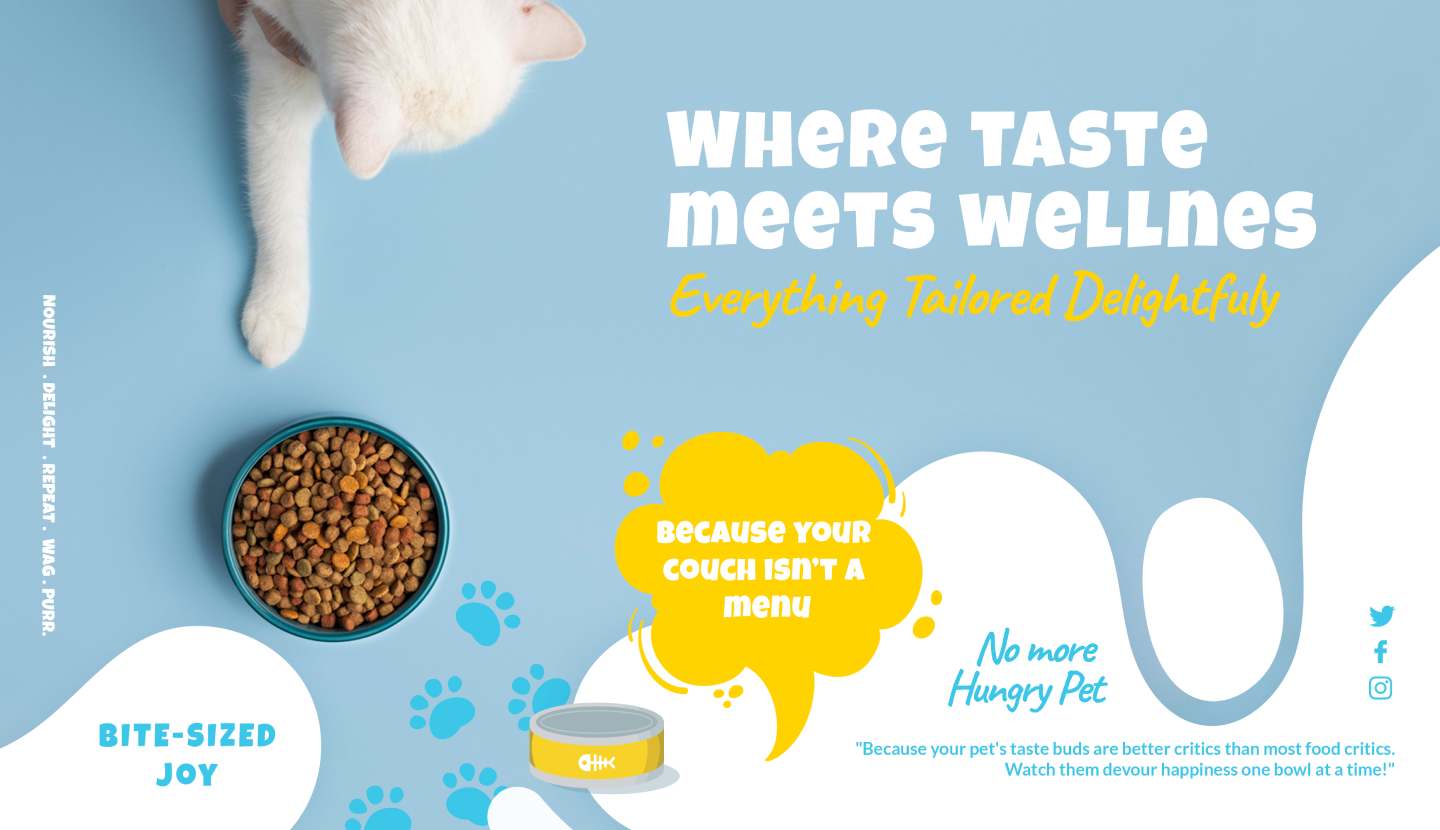 WHERE TASTE
MEETS WELLNES
Everything Tailored Delightfuly
NOURISH . DELIGHT . REPEAT . WAG . PURR.
BECAUSE YOUR
COUCH ISN'T A
MENU
No more
Hungry Pet
BITE-SIZED
JOY
"Because your pet's taste buds are better critics than most food critics.
Watch them devour happiness one bowl at a time!"